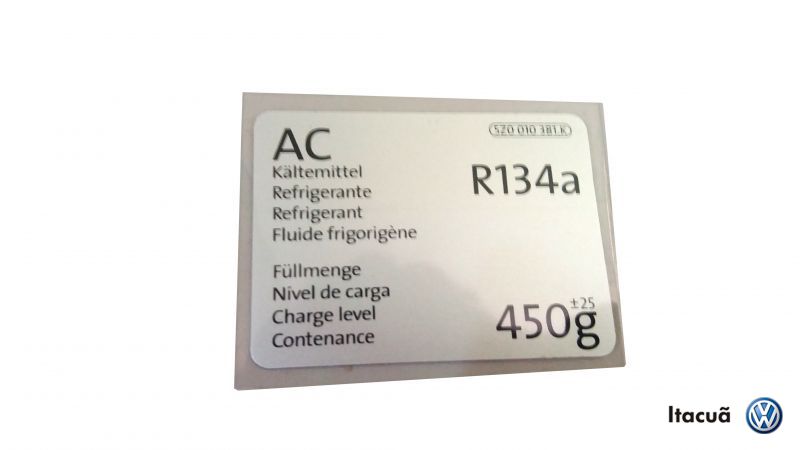 AC
5Z0 010 381.K
Kältemittel
Refrigerante
Refrigerant
Fluide frigorigène
R134a
Füllmenge
Nivel de carga
Charge level
Contenance
450g ±25
Itacuã